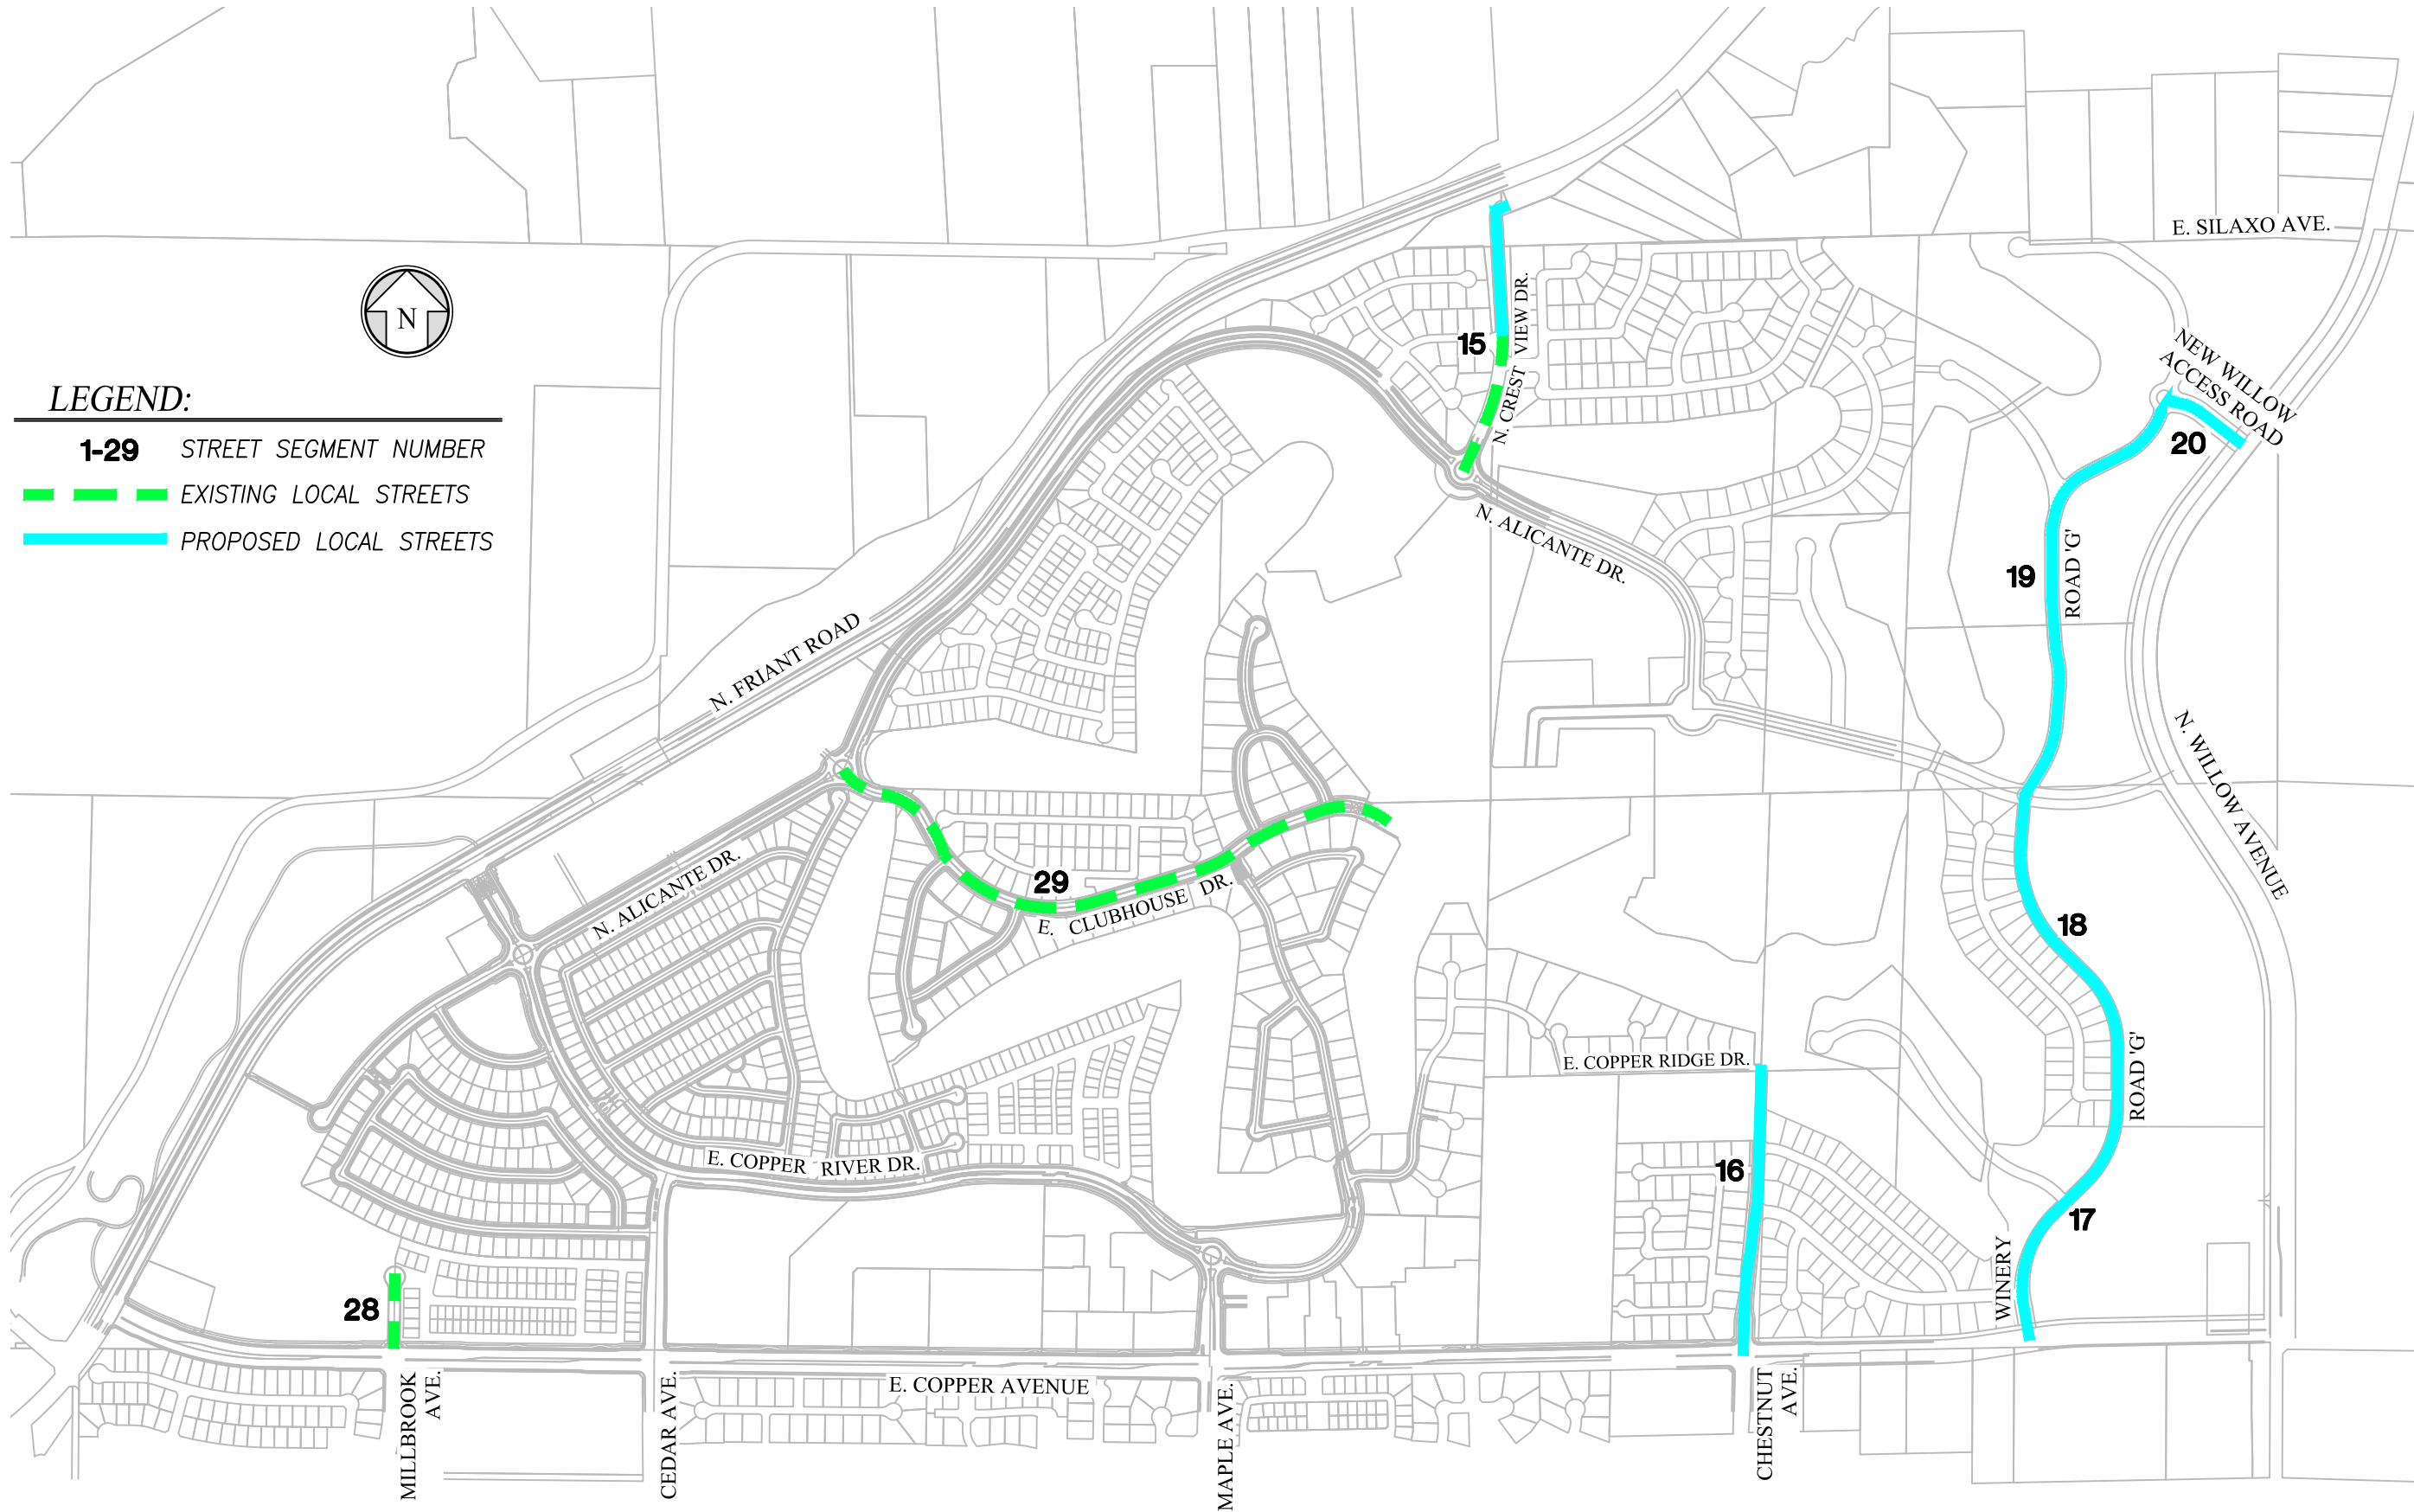 E. SILAXO AVE.
N
N. CREST VIEW DR.
15
NEW WILLOW
ACCESS ROAD
20
LEGEND:
1-29 STREET SEGMENT NUMBER
EXISTING LOCAL STREETS
PROPOSED LOCAL STREETS
N. ALICANTE DR.
19
ROAD 'G'
N. FRIANT ROAD
N. WILLOW AVENUE
N. ALICANTE DR.
29
E. CLUBHOUSE DR.
18
E. COPPER RIDGE DR.
ROAD 'G'
E. COPPER RIVER DR.
16
17
WINERY
28
E. COPPER AVENUE
MILLBROOK
AVE.
CEDAR AVE.
MAPLE AVE.
CHESTNUT
AVE.